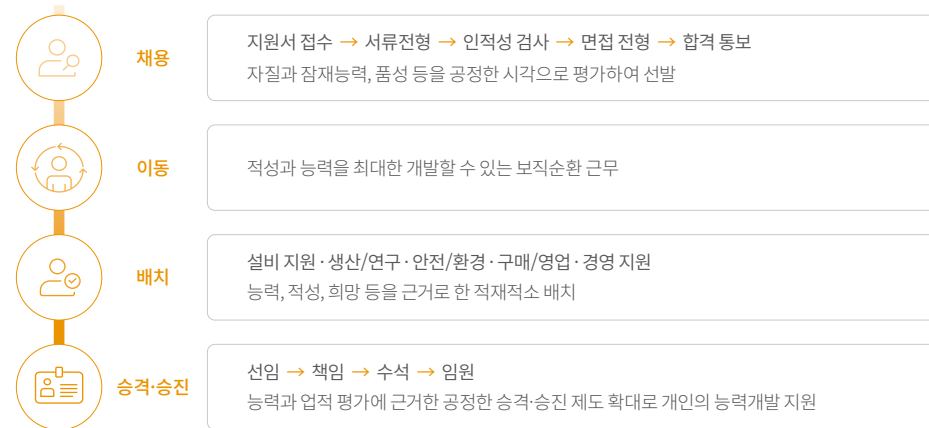 채용
지원서 접수 → 서류전형 → 인적성 검사 → 면접 전형 → 합격 통보
자질과 잠재능력, 품성 등을 공정한 시각으로 평가하여 선발
이동
적성과 능력을 최대한 개발할 수 있는 보직순환 근무
배치
설비 지원 · 생산/연구 · 안전/환경 · 구매/영업 · 경영 지원
능력, 적성, 희망 등을 근거로 한 적재적소 배치
승격·승진
선임 → 책임 → 수석 → 임원
능력과 업적 평가에 근거한 공정한 승격·승진 제도 확대로 개인의 능력개발 지원